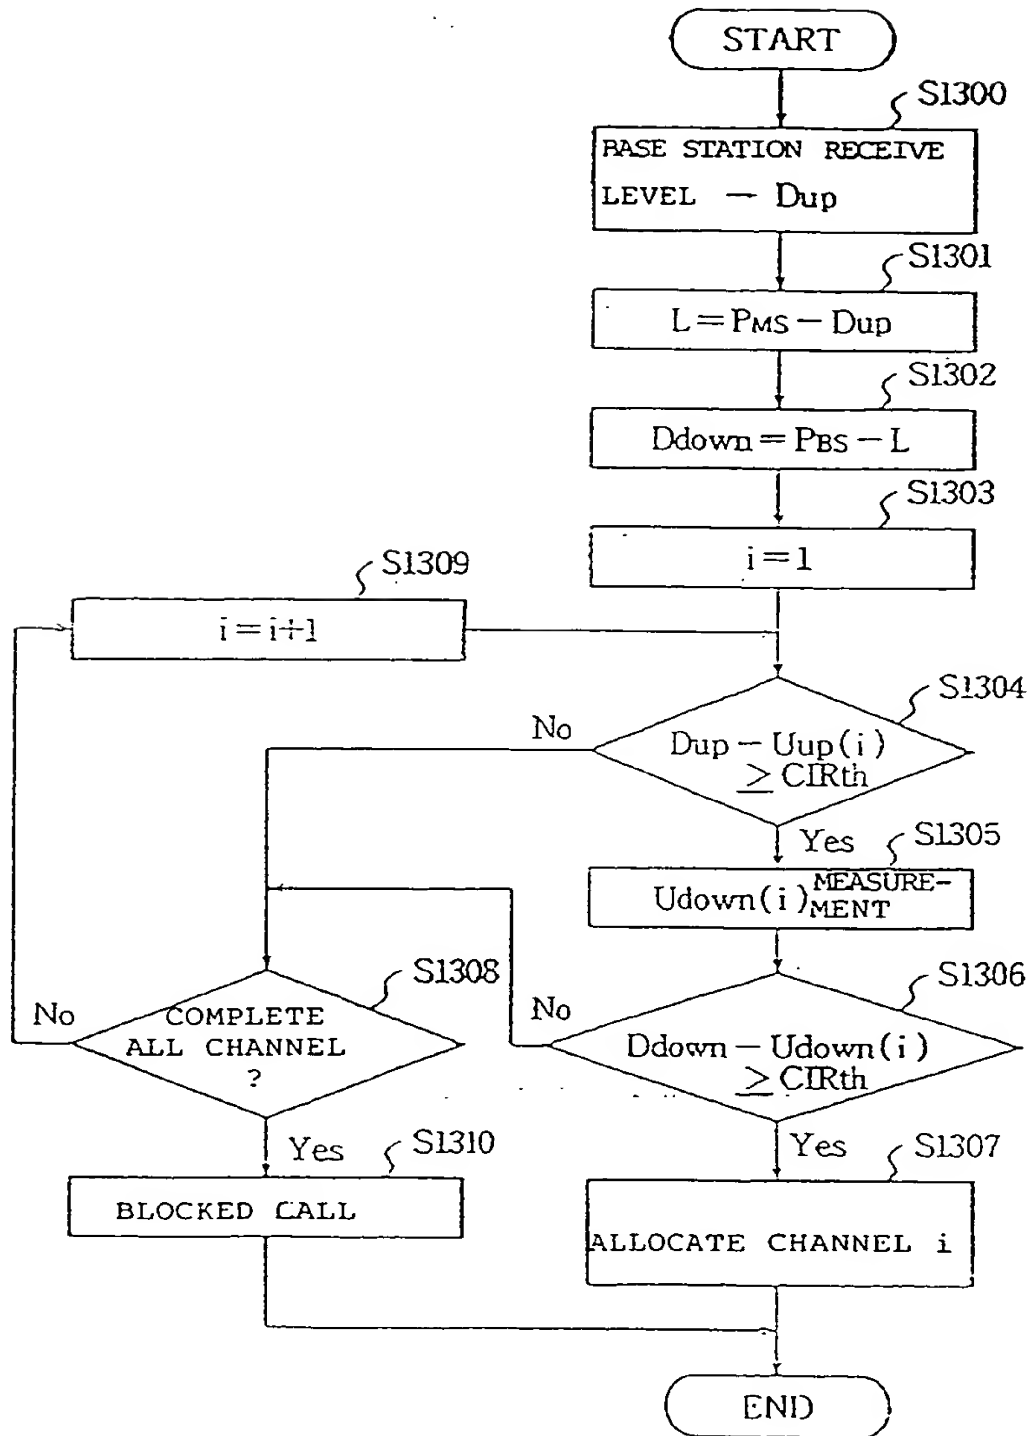 START
S1300
BASE STATION RECEIVE
LEVEL — Dup
S1301
L=PMS−Dup
S1302
Ddown=PBS−L
S1303
i=1
S1309
i=i+1
S1304
No
Dup−Uup(i)
≥CIRth
Yes
S1305
Udown(i) MEASURE-
MENT
S1308
No
COMPLETE
ALL CHANNEL
?
S1306
No
Ddown−Udown(i)
≥CIRth
Yes
S1310
BLOCKED CALL
Yes
S1307
ALLOCATE CHANNEL i
END